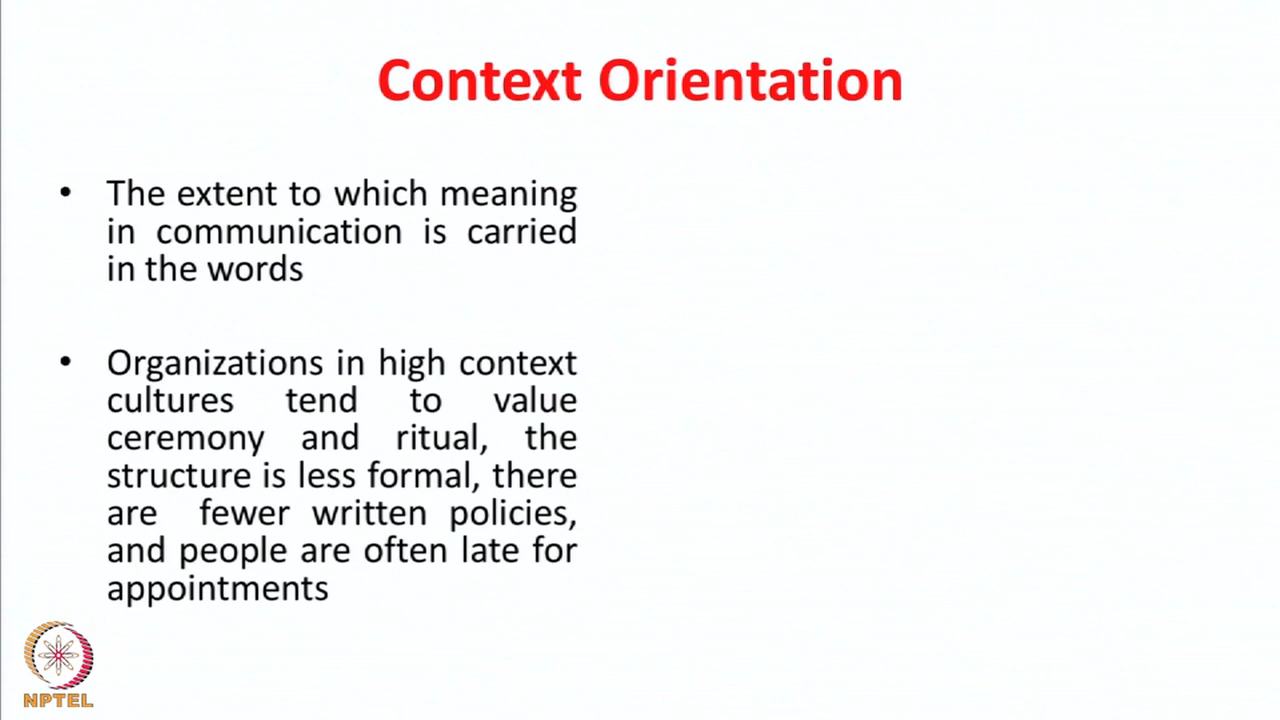 Context Orientation
• The extent to which meaning
in communication is carried
in the words
• Organizations in high context
cultures tend to value
ceremony and ritual, the
structure is less formal, there
are fewer written policies,
and people are often late for
appointments
NPTEL